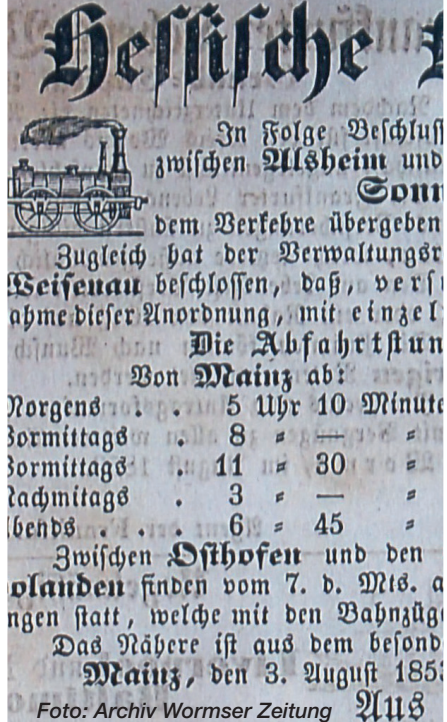 Hessische
In Folge Beschluß
zwischen Alsheim und
Sonn
dem Verkehre übergeben
Zugleich hat der Verwaltungsr
Weisenau beschlossen, daß, vers
ahme dieser Anordnung, mit einzel
Die Abfahrtstun
Von Mainz ab:
Morgens . . 5 Uhr 10 Minute
Vormittags . 8 " — "
Vormittags . 11 " 30 "
Nachmitags . 3 " — "
Abends . . . 6 " 45 "
Zwischen Osthofen und den
olanden finden vom 7. d. Mts. a
ngen statt, welche mit den Bahnzüg
Das Nähere ist aus dem besond
Mainz, den 3. August 185
Aus
Foto: Archiv Wormser Zeitung